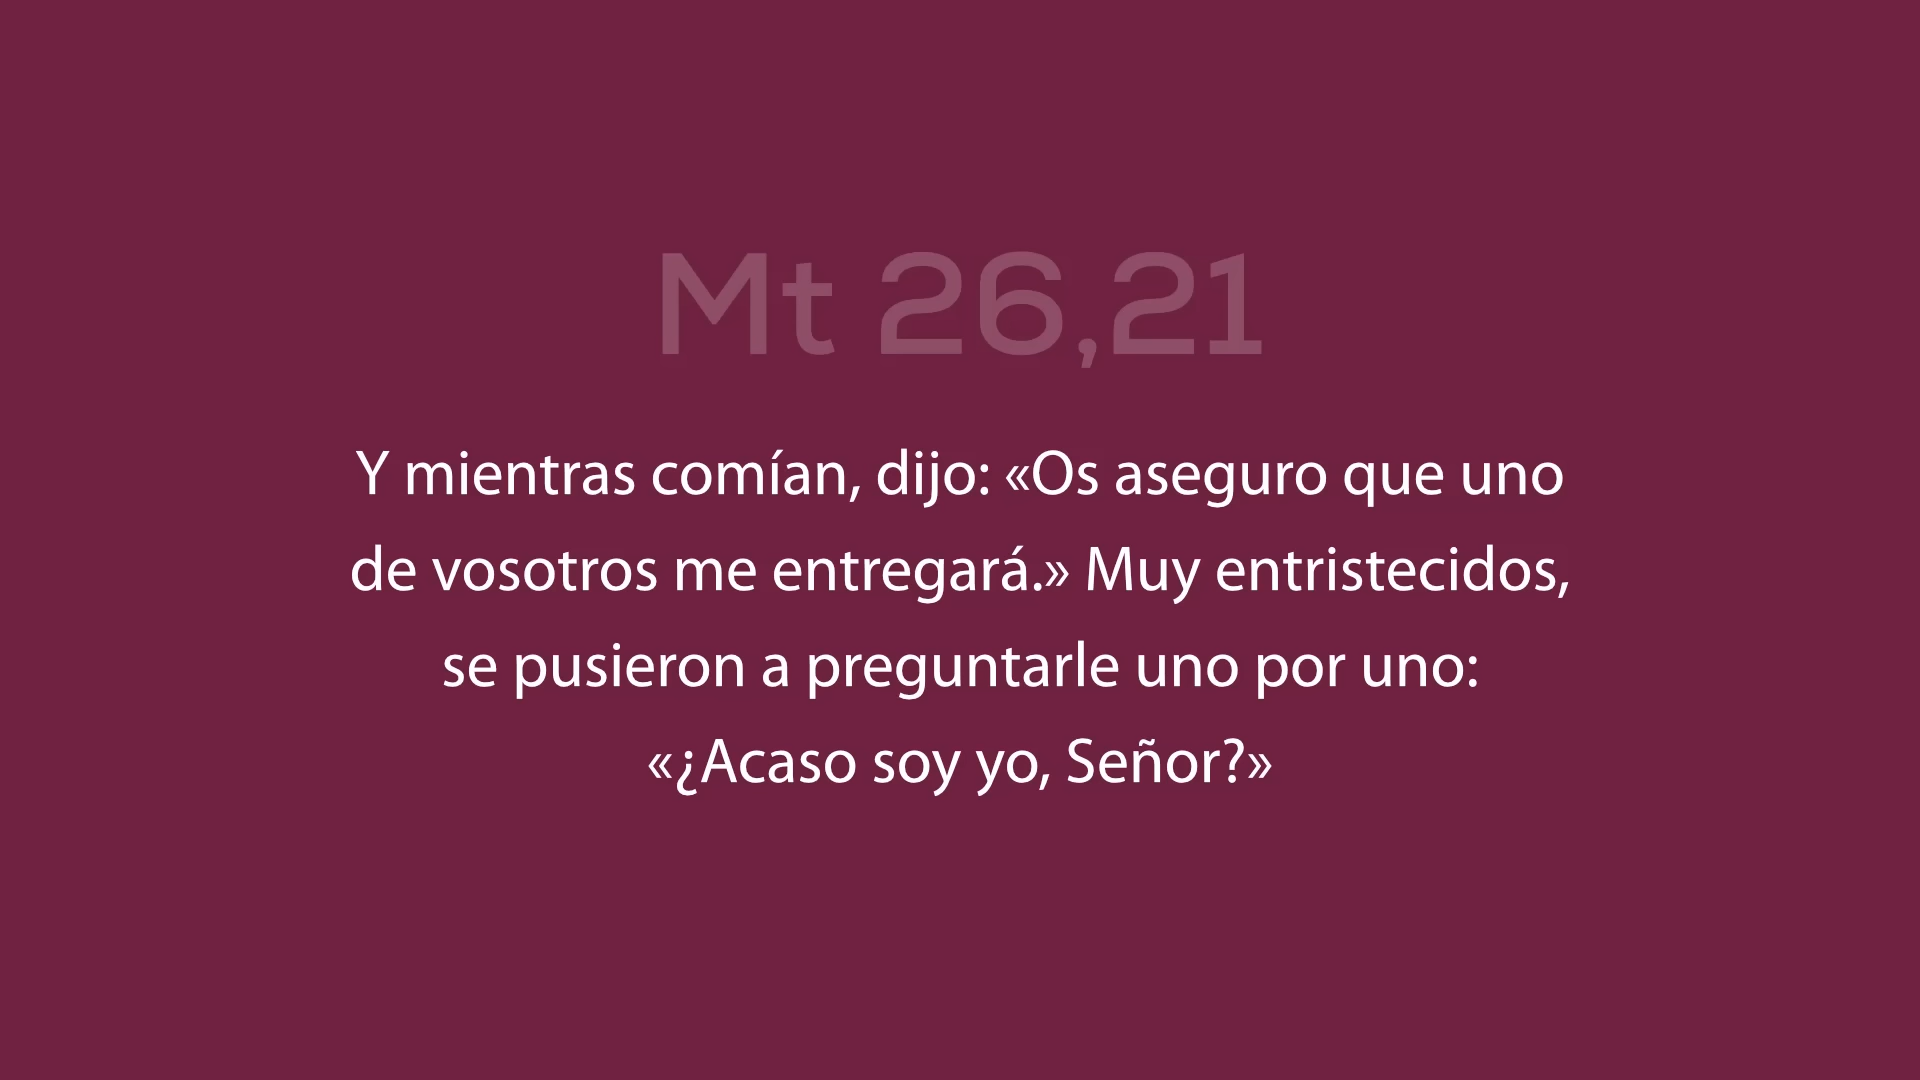 Mt 26,21
Y mientras comían, dijo: «Os aseguro que uno
de vosotros me entregará.» Muy entristecidos,
se pusieron a preguntarle uno por uno:
«¿Acaso soy yo, Señor?»